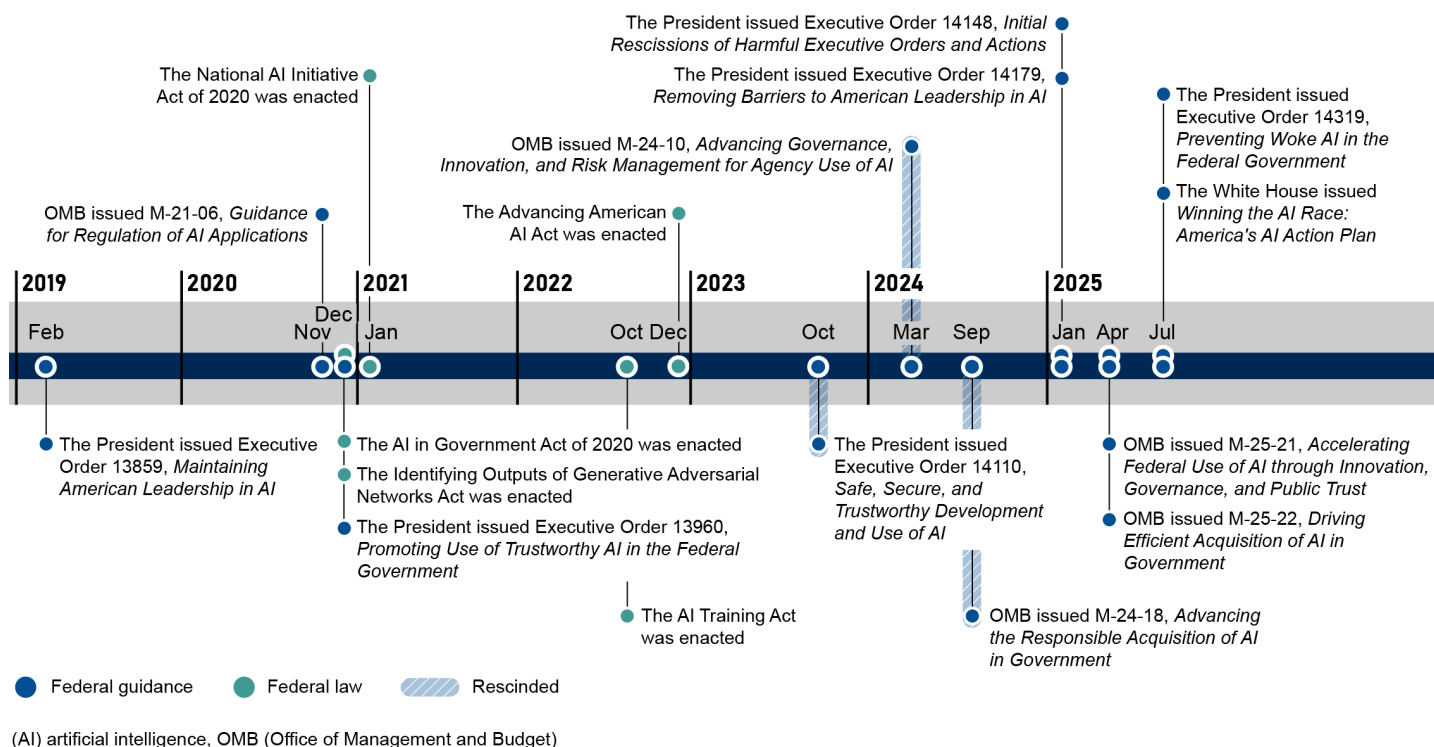 The President issued Executive Order 14148, Initial
Rescissions of Harmful Executive Orders and Actions
The National AI Initiative
Act of 2020 was enacted
The President issued Executive Order 14179,
Removing Barriers to American Leadership in AI
The President issued
Executive Order 14319,
Preventing Woke AI in the
Federal Government
OMB issued M-24-10, Advancing Governance,
Innovation, and Risk Management for Agency Use of AI
The White House issued
Winning the AI Race:
America's AI Action Plan
OMB issued M-21-06, Guidance
for Regulation of AI Applications
The Advancing American
AI Act was enacted
2019
2020
2021
2022
2023
2024
2025
Feb
Nov
Dec
Jan
Oct
Dec
Oct
Mar
Sep
Jan
Apr
Jul
The President issued Executive
Order 13859, Maintaining
American Leadership in AI
The AI in Government Act of 2020 was enacted
The Identifying Outputs of Generative Adversarial
Networks Act was enacted
The President issued Executive Order 13960,
Promoting Use of Trustworthy AI in the Federal
Government
The President issued
Executive Order 14110,
Safe, Secure, and
Trustworthy Development
and Use of AI
OMB issued M-25-21, Accelerating
Federal Use of AI through Innovation,
Governance, and Public Trust
OMB issued M-25-22, Driving
Efficient Acquisition of AI in
Government
The AI Training Act
was enacted
OMB issued M-24-18, Advancing
the Responsible Acquisition of AI
in Government
Federal guidance
Federal law
Rescinded
(AI) artificial intelligence, OMB (Office of Management and Budget)